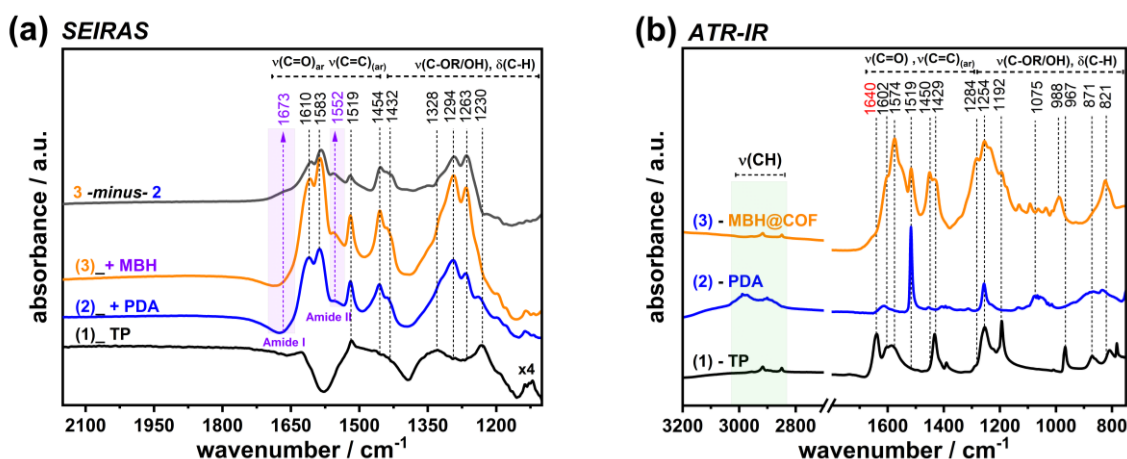 (a) SEIRAS
ν(C=O)ar ν(C=C)(ar)
ν(C-OR/OH), δ(C-H)
1673
1610
1583
1552
1519
1454
1432
1328
1294
1263
1230
3 -minus- 2
(3)_+ MBH
(2)_ + PDA
Amide II
Amide I
(1)_ TP
x4
absorbance / a.u.
2100 1950 1800 1650 1500 1350 1200
wavenumber / cm-1
(b) ATR-IR
ν(C=O) , ν(C=C)(ar)
ν(C-OR/OH), δ(C-H)
1640
1602
1574
1519
1450
1429
1284
1254
1192
1075
988
967
871
821
ν(CH)
(3) - MBH@COF
(2) - PDA
(1) - TP
absorbance / a.u.
3200 3000 2800 1600 1400 1200 1000 800
wavenumber / cm-1